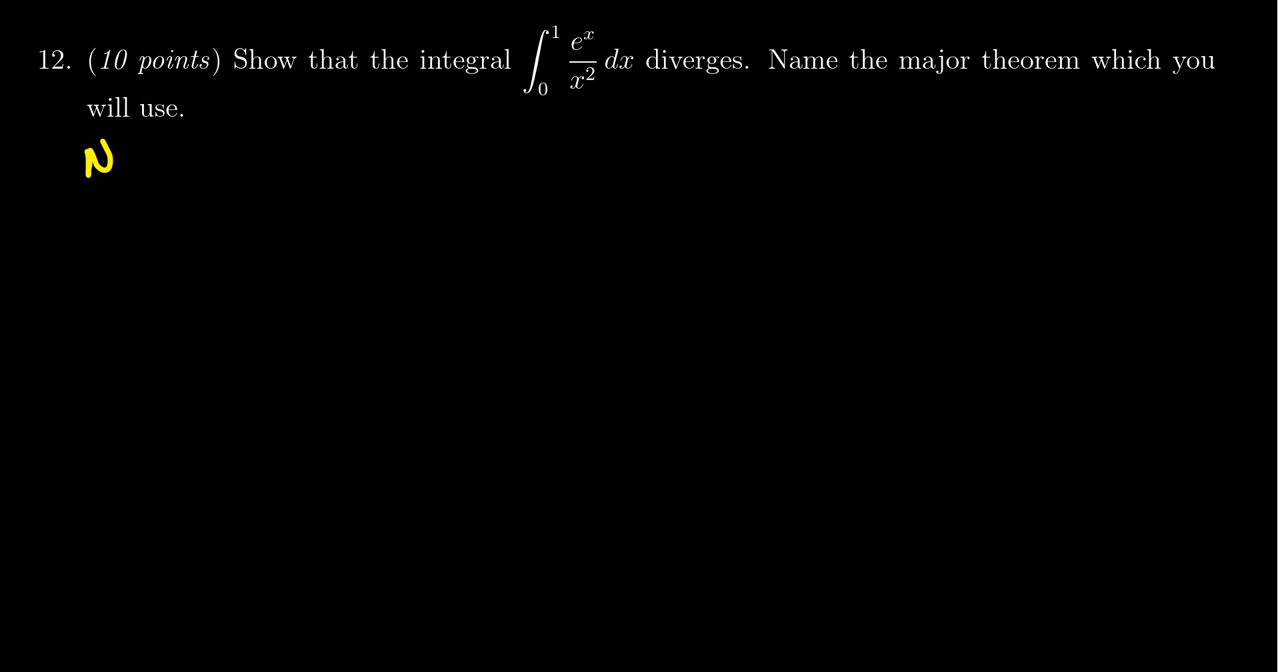 12. (10 points) Show that the integral ∫₀¹ eˣ/x² dx diverges. Name the major theorem which you
will use.
N